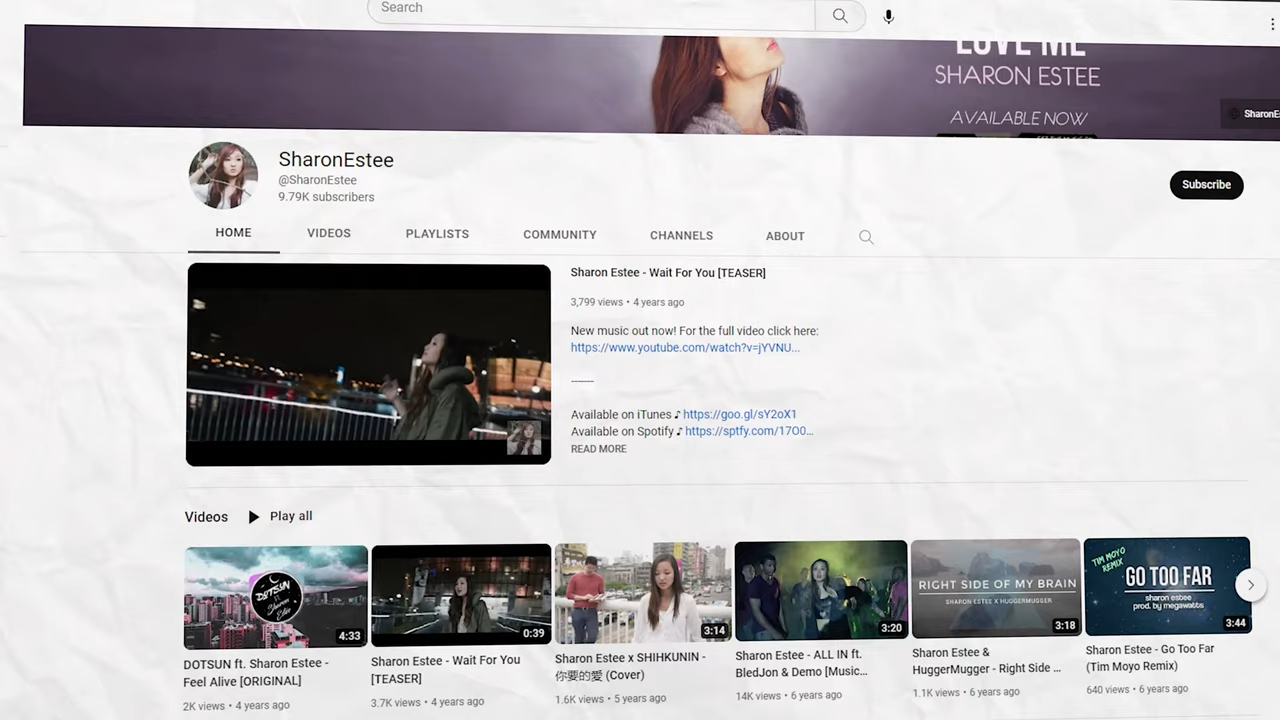 Search
LOVE ME
SHARON ESTEE
AVAILABLE NOW
SharonEs
SharonEstee
@SharonEstee
9.79K subscribers
Subscribe
HOME
VIDEOS
PLAYLISTS
COMMUNITY
CHANNELS
ABOUT
Sharon Estee - Wait For You [TEASER]
3,799 views • 4 years ago
New music out now! For the full video click here:
https://www.youtube.com/watch?v=jYVNU...
-------
Available on iTunes ♪ https://goo.gl/sY2oX1
Available on Spotify ♪ https://sptfy.com/17O0...
READ MORE
Videos
Play all
DOTSUN
ft.
Sharon
Estee
4:33
0:39
3:14
3:20
RIGHT SIDE OF MY BRAIN
SHARON ESTEE X HUGGERMUGGER
3:18
TIM MOYO
REMIX
GO TOO FAR
sharon estee
prod. by megawatts
3:44
DOTSUN ft. Sharon Estee -
Feel Alive [ORIGINAL]
2K views • 4 years ago
Sharon Estee - Wait For You
[TEASER]
3.7K views • 4 years ago
Sharon Estee x SHIHKUNIN -
你要的愛 (Cover)
1.6K views • 5 years ago
Sharon Estee - ALL IN ft.
BledJon & Demo [Music...
14K views • 6 years ago
Sharon Estee &
HuggerMugger - Right Side ...
1.1K views • 6 years ago
Sharon Estee - Go Too Far
(Tim Moyo Remix)
640 views • 6 years ago